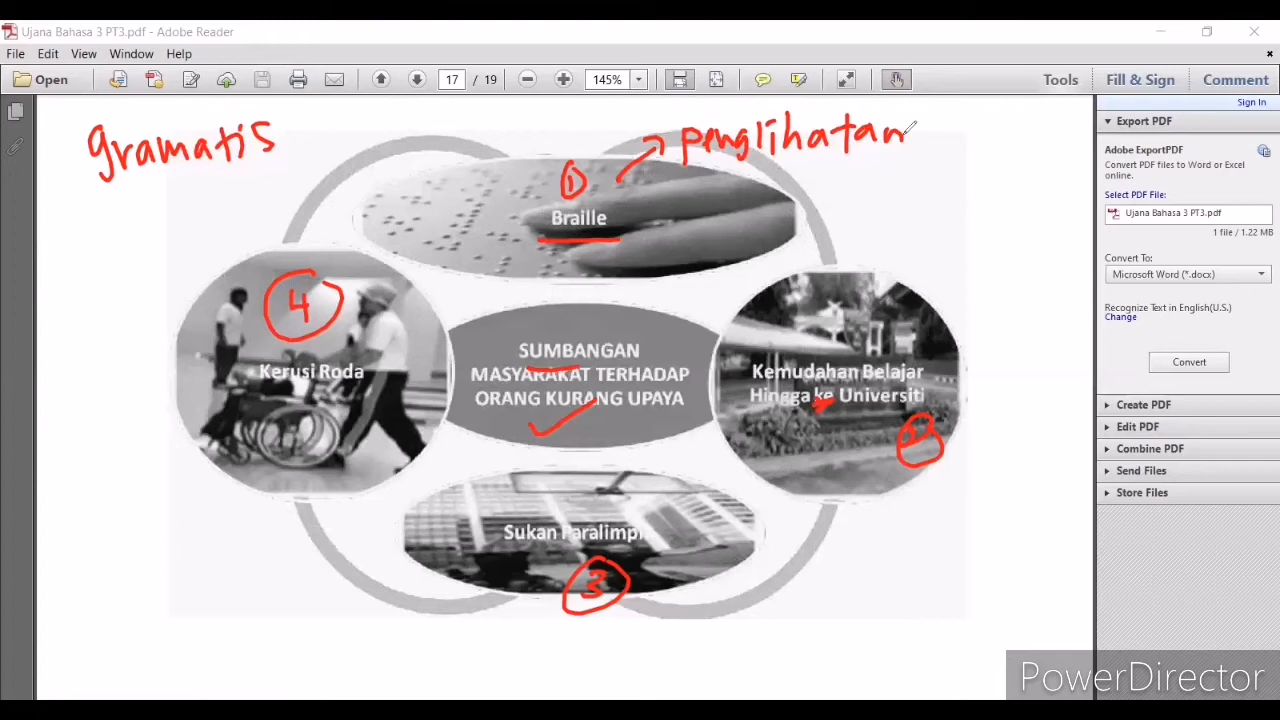 Ujana Bahasa 3 PT3.pdf - Adobe Reader
File Edit View Window Help
Open 17 / 19 145% Tools Fill & Sign Comment
Sign In
Export PDF
Adobe ExportPDF
Convert PDF files to Word or Excel
online.
Select PDF File:
Ujana Bahasa 3 PT3.pdf
1 file / 1.22 MB
Convert To:
Microsoft Word (*.docx)
Recognize Text in English(U.S.)
Change
Convert
Create PDF
Edit PDF
Combine PDF
Send Files
Store Files
gramatis
penglihatan
1
Braille
4
Kerusi Roda
SUMBANGAN
MASYARAKAT TERHADAP
ORANG KURANG UPAYA
Kemudahan Belajar
Hingga ke Universiti
2
Sukan Paralimpi
3
PowerDirector